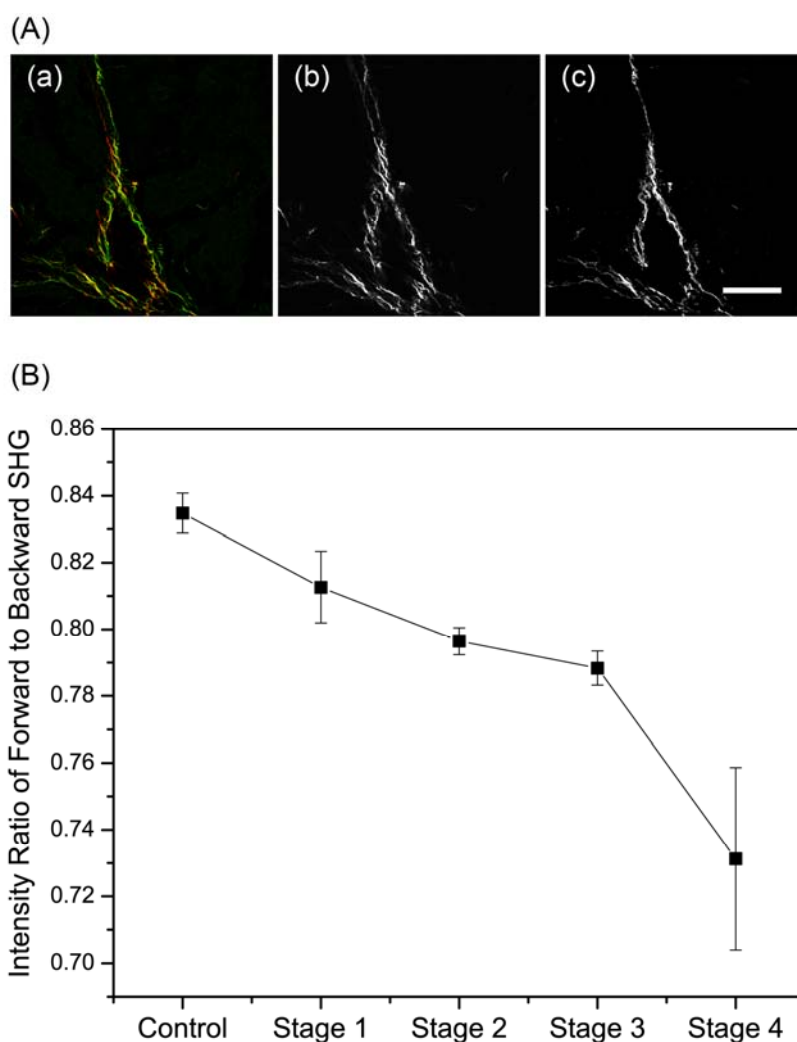 (A)
(a) (b) (c)
(B)
Intensity Ratio of Forward to Backward SHG
0.86
0.84
0.82
0.80
0.78
0.76
0.74
0.72
0.70
Control Stage 1 Stage 2 Stage 3 Stage 4